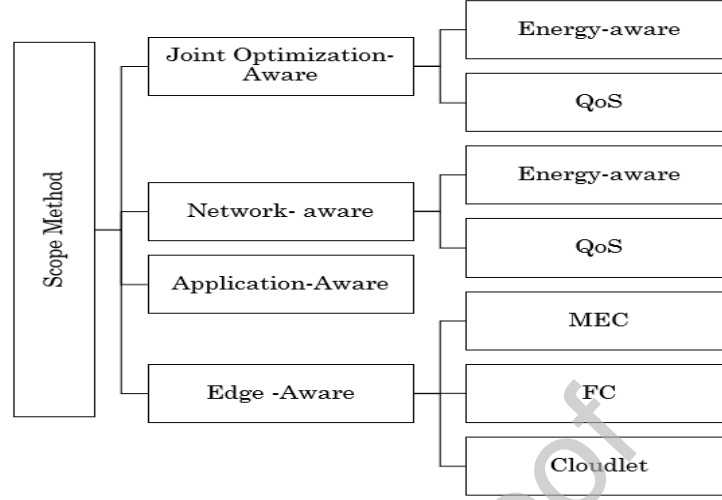 Scope Method
Joint Optimization-
Aware
Energy-aware
QoS
Network- aware
Energy-aware
QoS
Application-Aware
Edge -Aware
MEC
FC
Cloudlet
oof